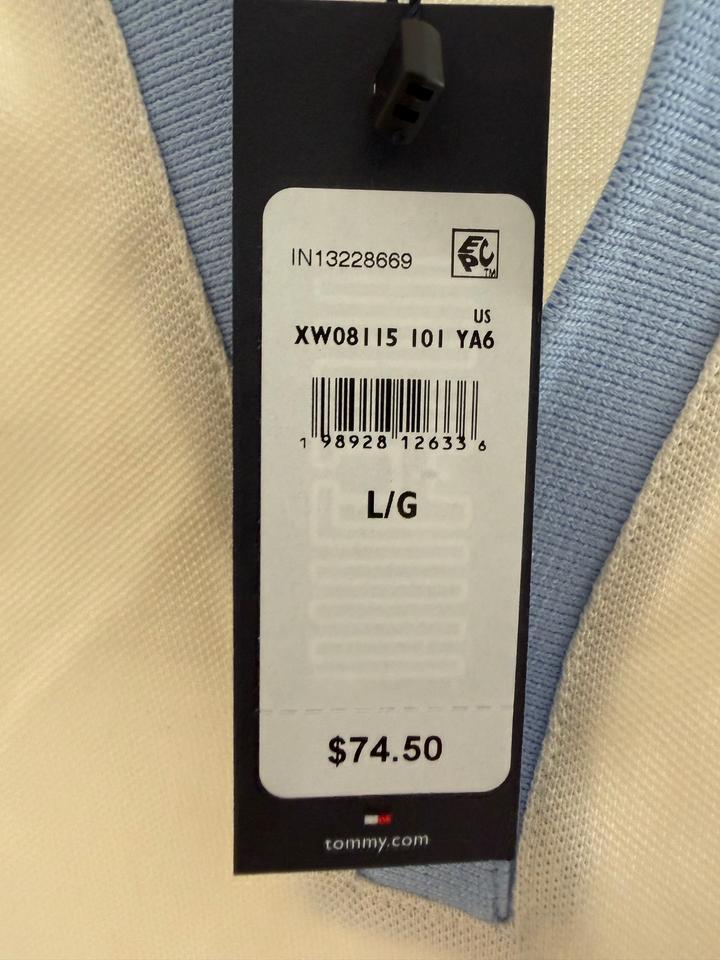 IN13228669
EPC
TM
US
XW08115 101 YA6
1 98928 12633 6
L/G
$74.50
tommy.com